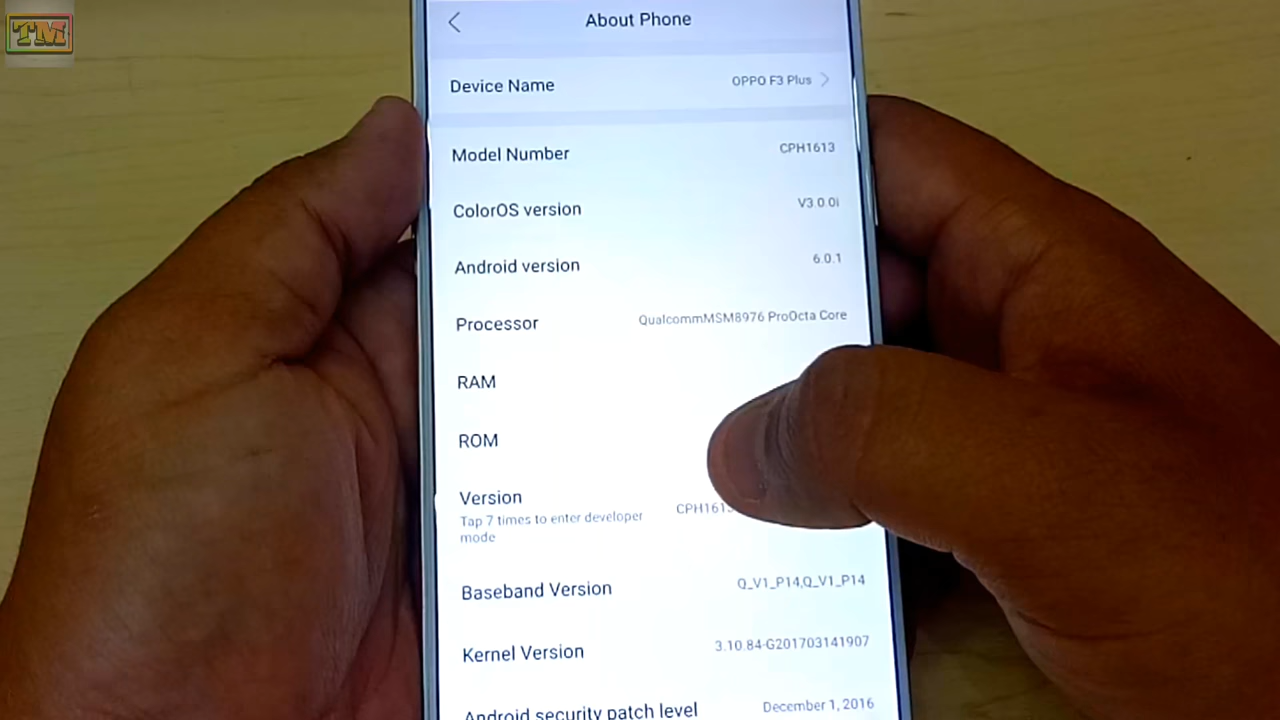 TM
About Phone
Device Name OPPO F3 Plus
Model Number CPH1613
ColorOS version V3.0.0i
Android version 6.0.1
Processor QualcommMSM8976 ProOcta Core
RAM
ROM
Version
Tap 7 times to enter developer CPH1613
mode
Baseband Version Q_V1_P14,Q_V1_P14
Kernel Version 3.10.84-G201703141907
Android security patch level December 1, 2016